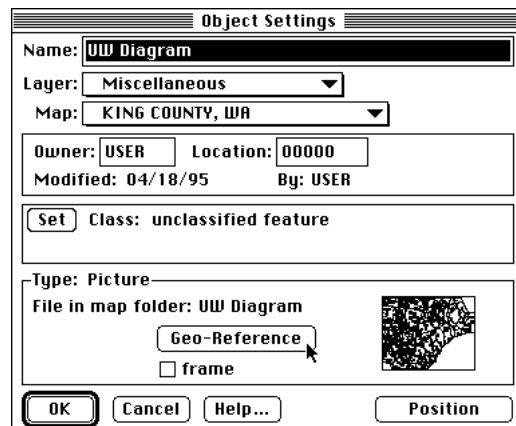 Object Settings
Name: UW Diagram
Layer: Miscellaneous
Map: KING COUNTY, WA
Owner: USER Location: 00000
Modified: 04/18/95 By: USER
Set Class: unclassified feature
Type: Picture
File in map folder: UW Diagram
Geo-Reference
frame
OK Cancel Help... Position